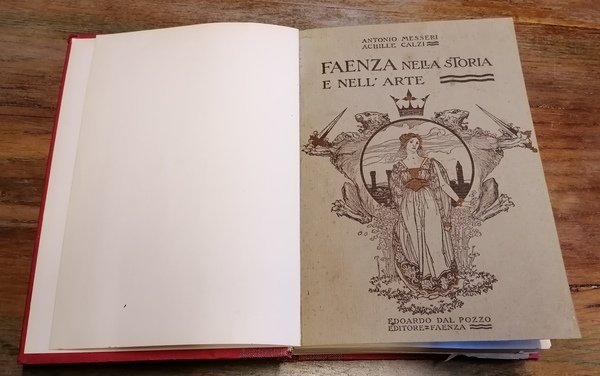 ANTONIO MESSERI
ACHILLE CALZI
FAENZA NELLA STORIA
E NELL' ARTE
EDOARDO DAL POZZO
EDITORE=FAENZA